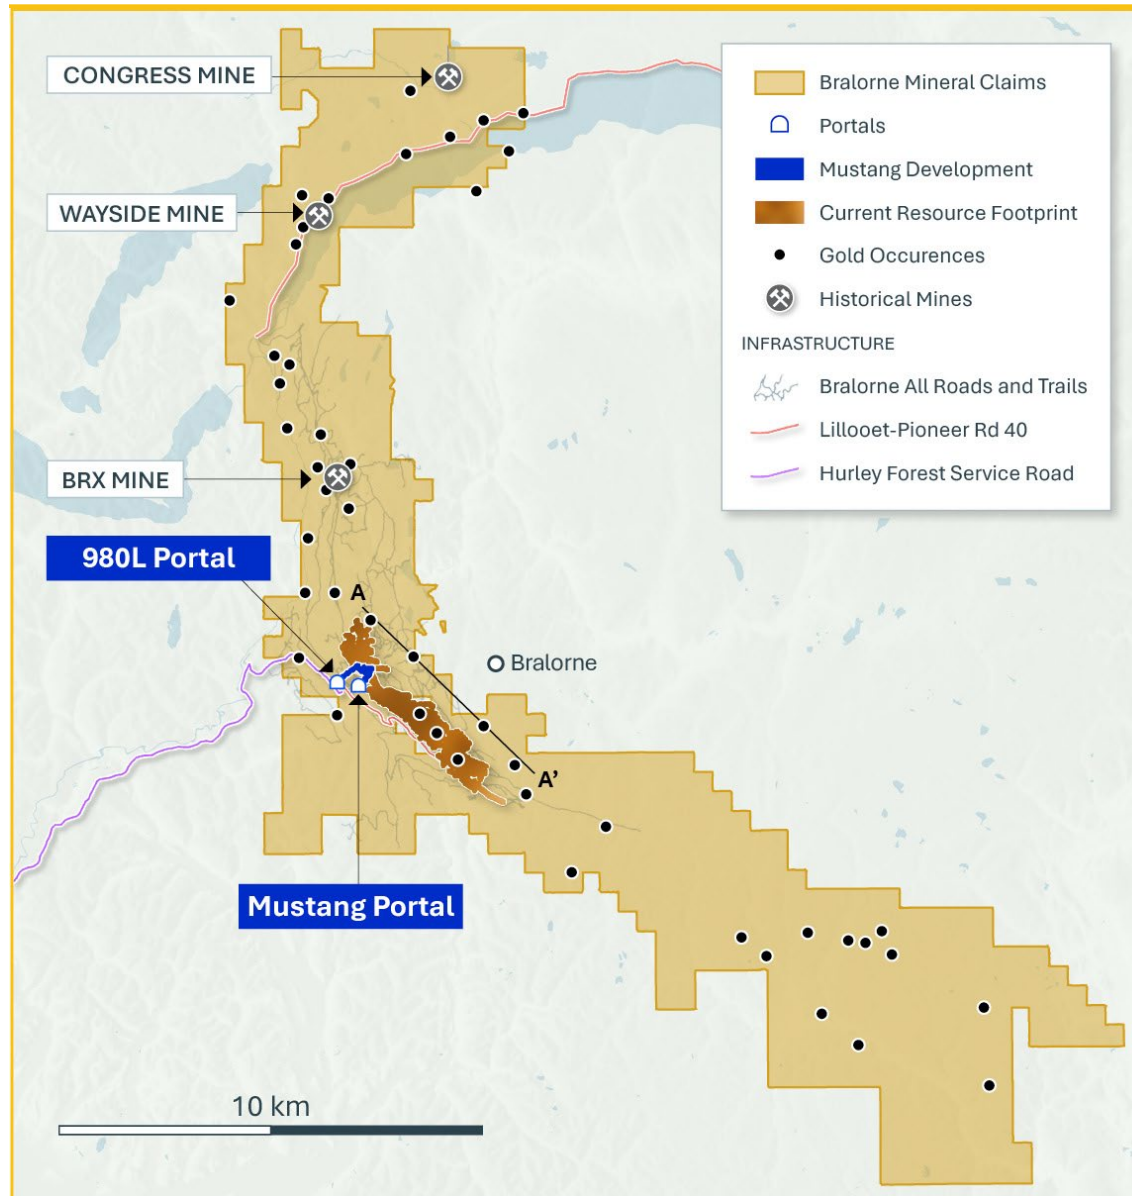 CONGRESS MINE
WAYSIDE MINE
BRX MINE
980L Portal
A
Bralorne
A’
Mustang Portal
10 km
Bralorne Mineral Claims
Portals
Mustang Development
Current Resource Footprint
Gold Occurences
Historical Mines
INFRASTRUCTURE
Bralorne All Roads and Trails
Lillooet-Pioneer Rd 40
Hurley Forest Service Road